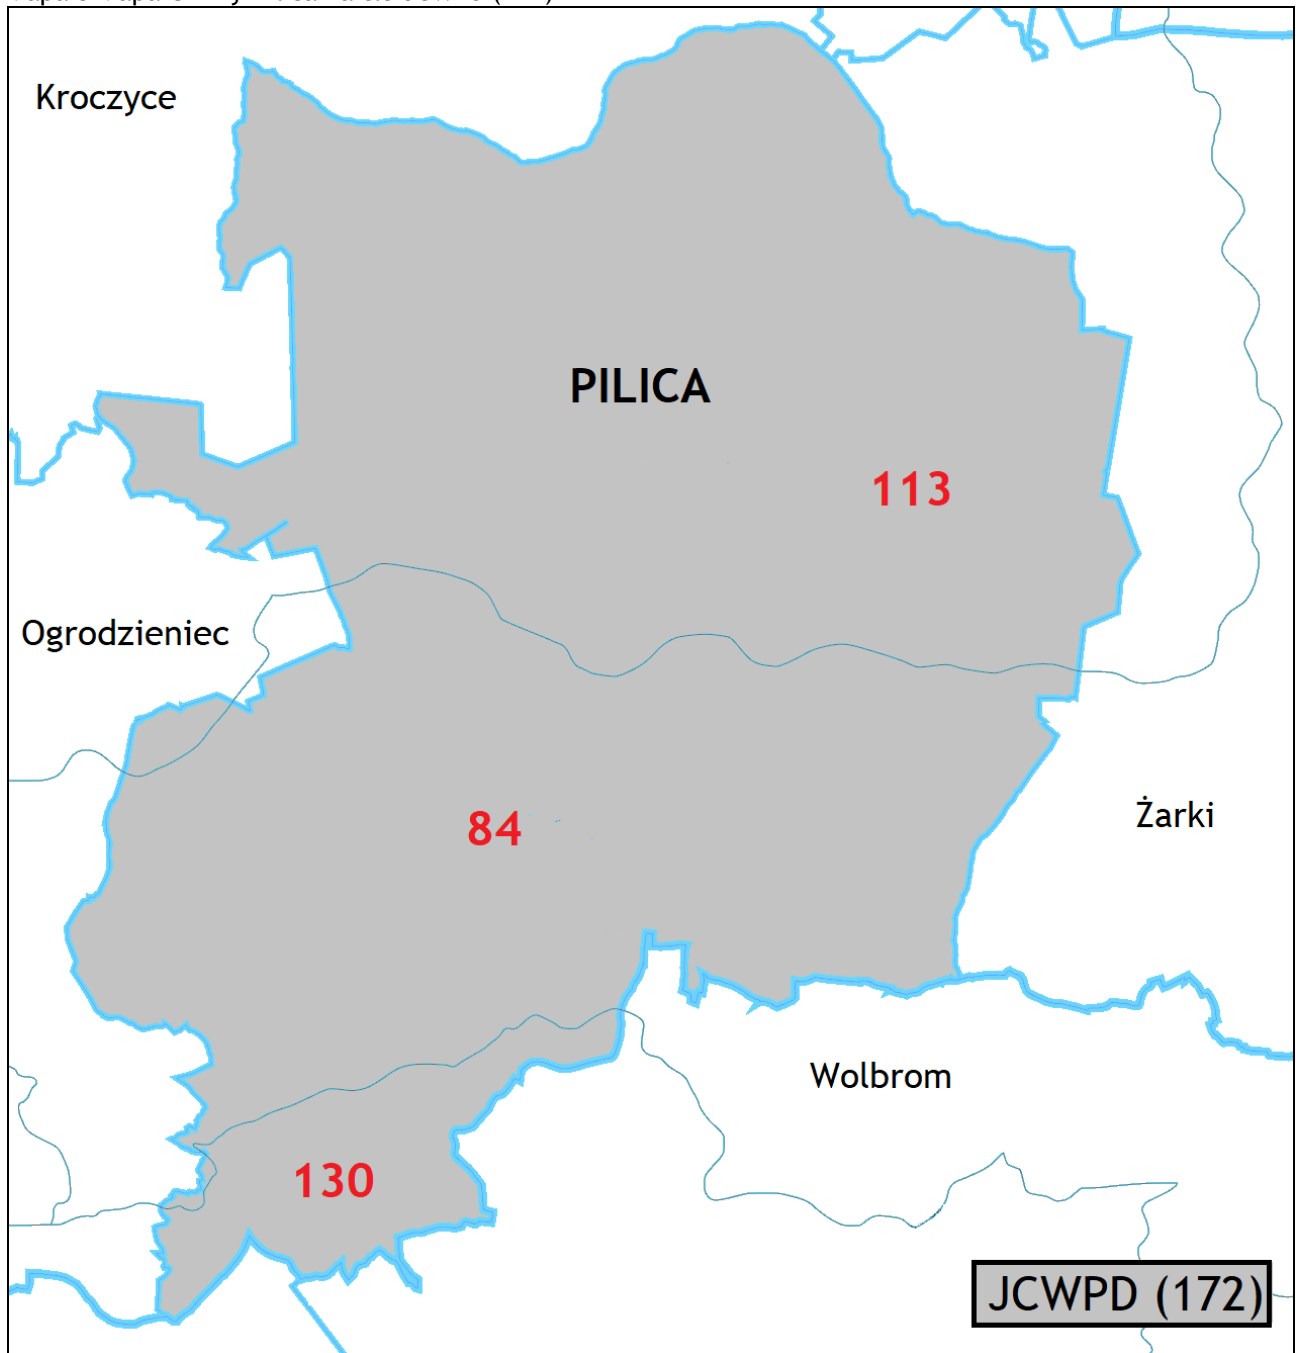 Kroczyce
PILICA
113
Ogrodzieniec
84
Żarki
Wolbrom
130
JCWPD (172)